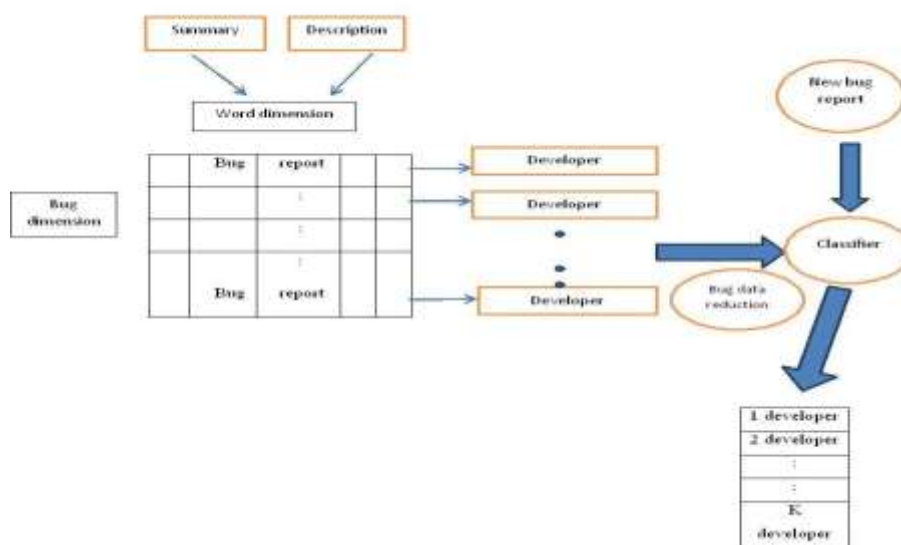 Summary
Description
Word dimension
Bug report
Developer
Bug
dimension
:
Developer
:
:
Bug report
Developer
New bug
report
Classifier
Bug data
reduction
1 developer
2 developer
:
:
K
developer